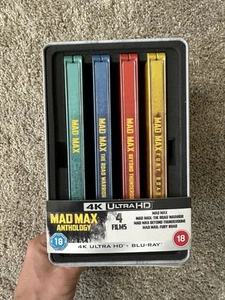 MAD MAX
MAD MAX THE ROAD WARRIOR
MAD MAX BEYOND THUNDERDOME
MAD MAX FURY ROAD
4K ULTRA HD
MAD MAX
ANTHOLOGY
4
FILMS
MAD MAX
MAD MAX: THE ROAD WARRIOR
MAD MAX BEYOND THUNDERDOME
MAD MAX: FURY ROAD
18
18
4K ULTRA HD + BLU-RAY